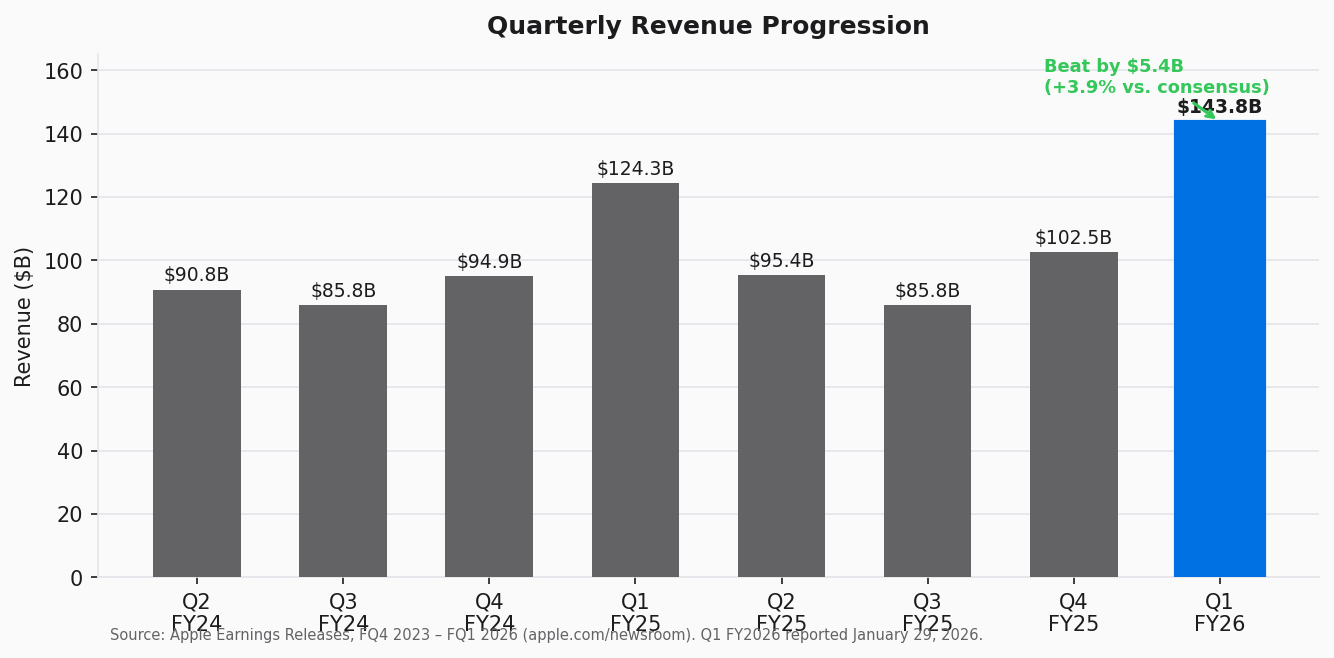 Quarterly Revenue Progression
Beat by $5.4B
(+3.9% vs. consensus)
$143.8B
$124.3B
$102.5B
$94.9B
$95.4B
$90.8B
$85.8B
$85.8B
Revenue ($B)
160
140
120
100
80
60
40
20
0
Q2
FY24
Q3
FY24
Q4
FY24
Q1
FY25
Q2
FY25
Q3
FY25
Q4
FY25
Q1
FY26
Source: Apple Earnings Releases, FQ4 2023 – FQ1 2026 (apple.com/newsroom). Q1 FY2026 reported January 29, 2026.